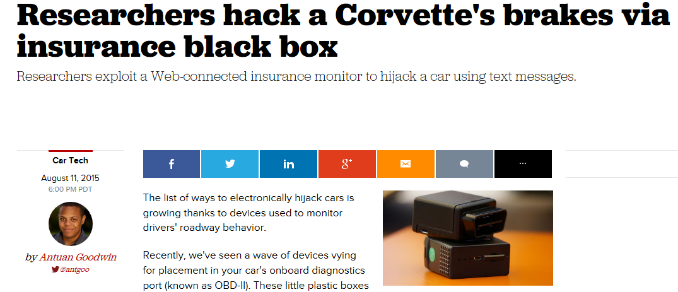 Researchers hack a Corvette's brakes via
insurance black box
Researchers exploit a Web-connected insurance monitor to hijack a car using text messages.
Car Tech
August 11, 2015
6:00 PM PDT
by Antuan Goodwin
@antgoo
f
in
g+
...
The list of ways to electronically hijack cars is
growing thanks to devices used to monitor
drivers' roadway behavior.
Recently, we've seen a wave of devices vying
for placement in your car's onboard diagnostics
port (known as OBD-II). These little plastic boxes